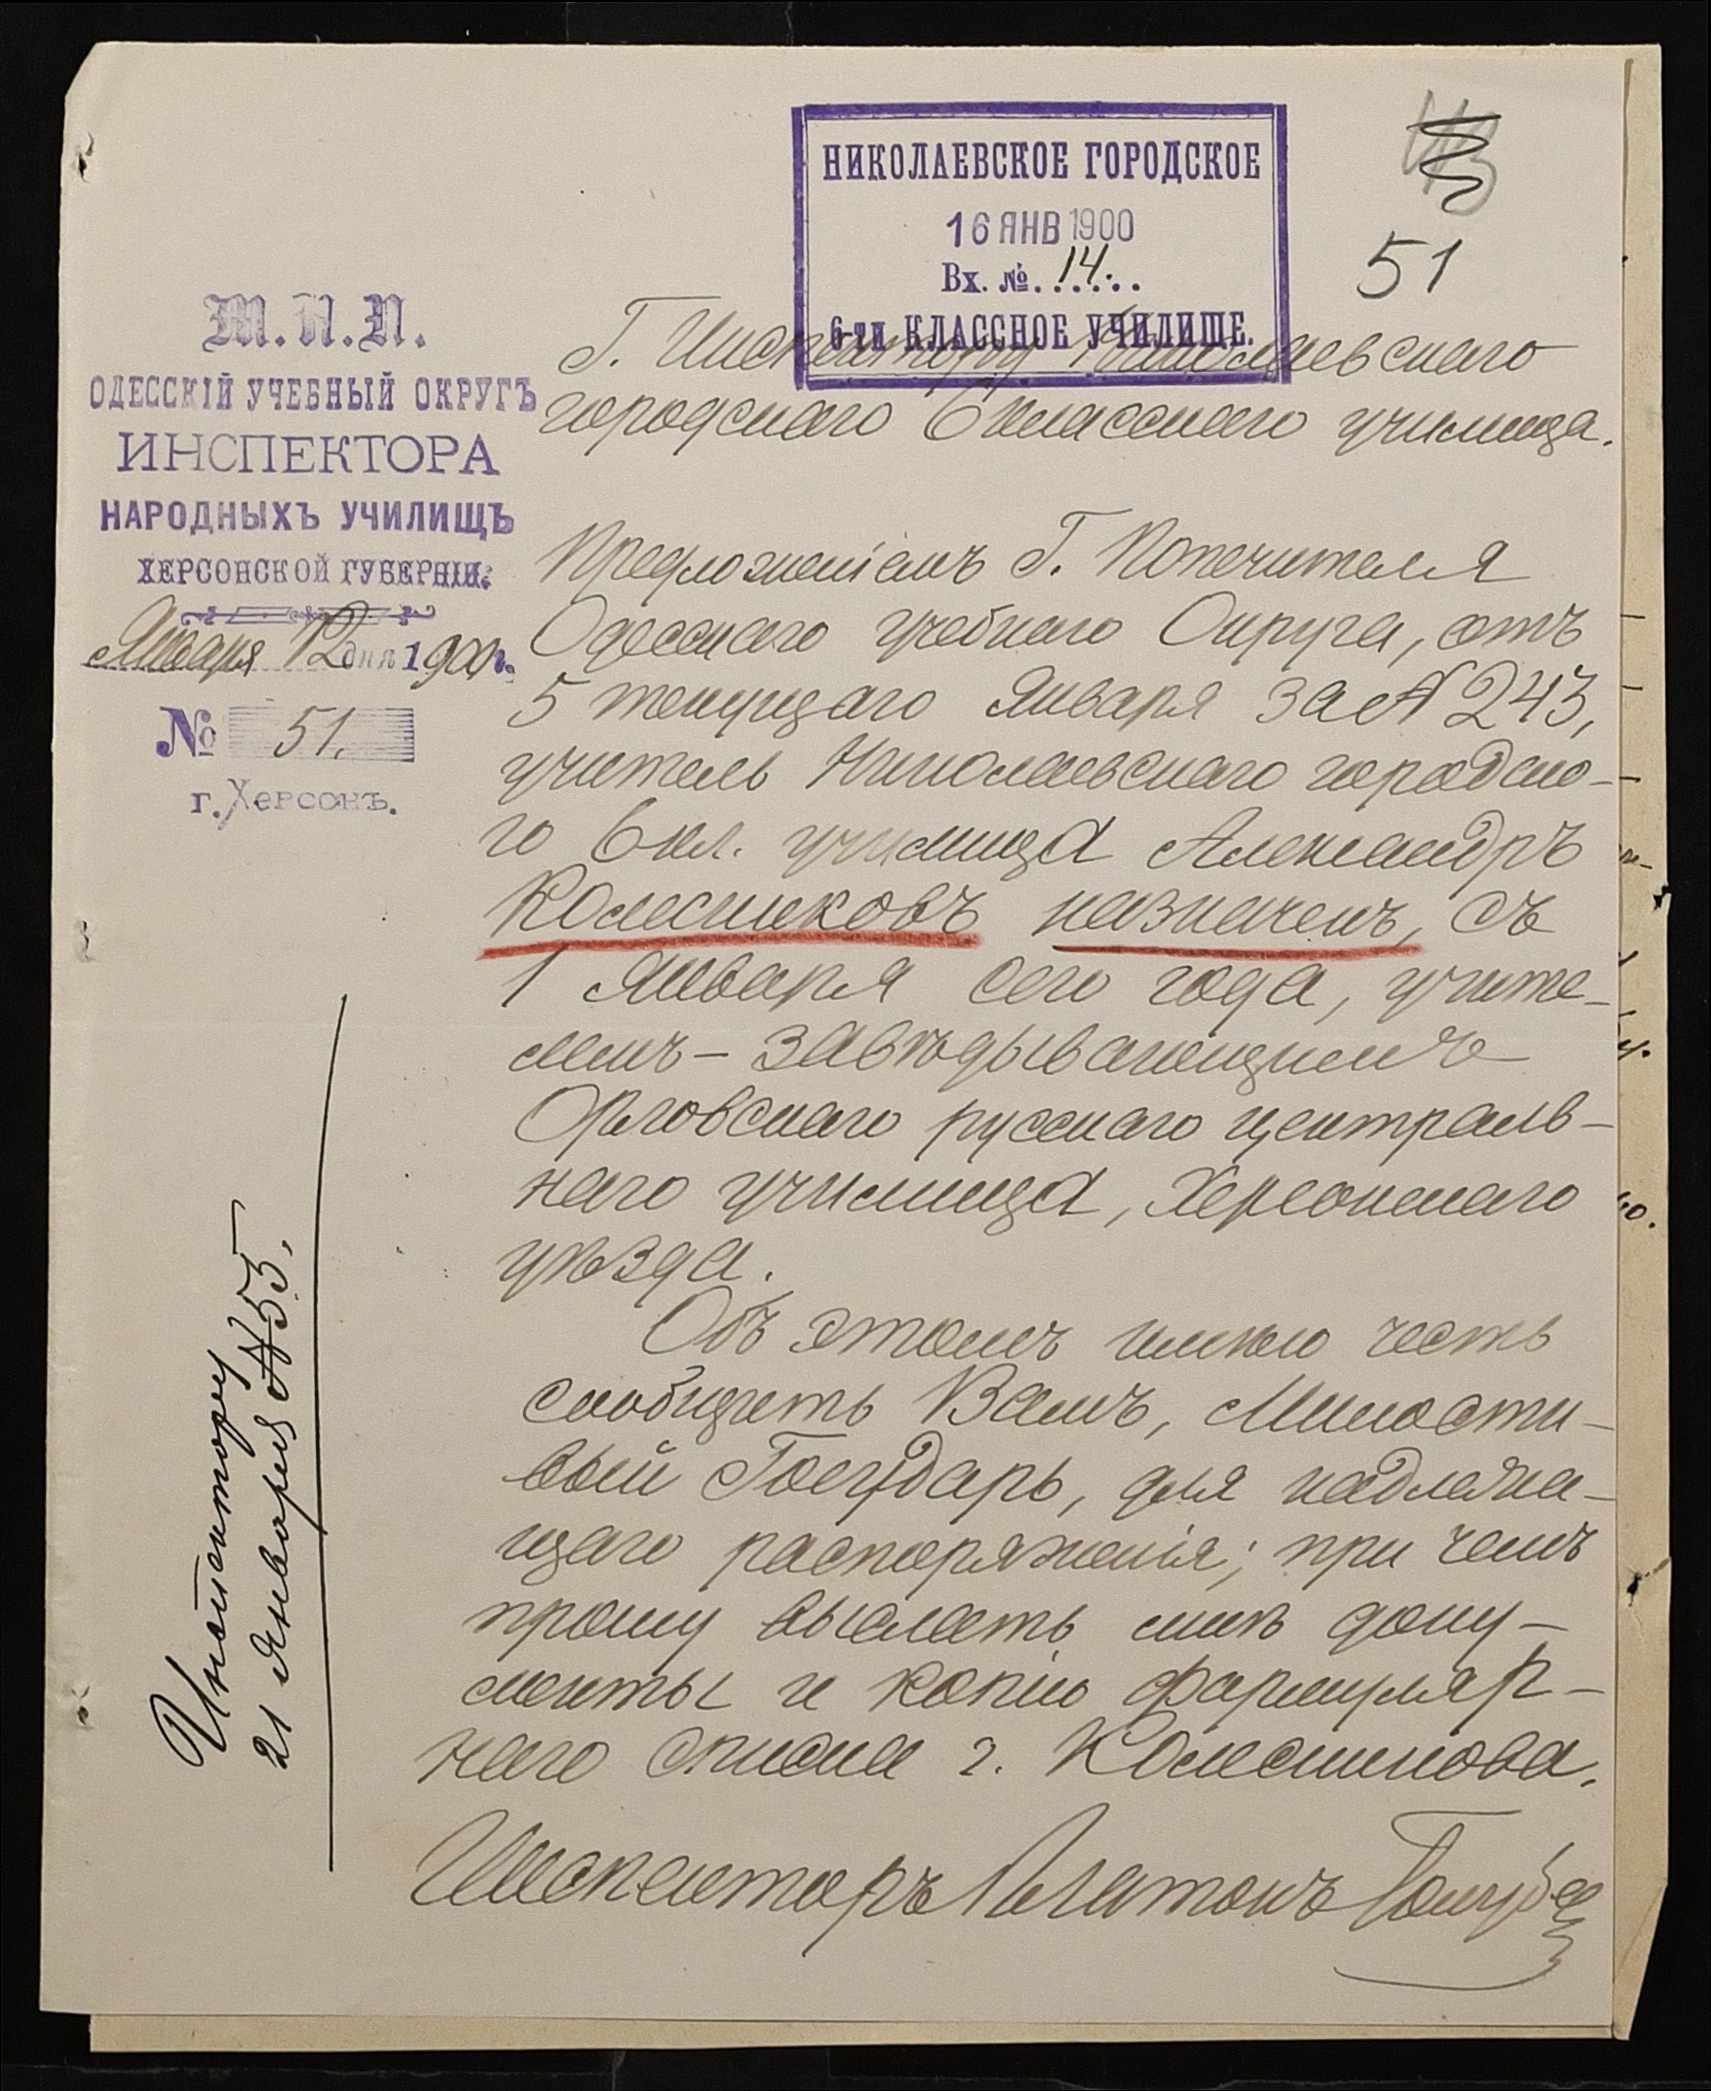 НИКОЛАЕВСКОЕ ГОРОДСКОЕ
16 ЯНВ 1900
Вх. № 14.
6-ти КЛАССНОЕ УЧИЛИЩЕ.
51
М.Н.П.
ОДЕССКІЙ УЧЕБНЫЙ ОКРУГЪ
ИНСПЕКТОРА
НАРОДНЫХЪ УЧИЛИЩЪ
ХЕРСОНСКОЙ ГУБЕРНІИ.
Января 12 дня 1900 г.
№ 51.
г. Херсонъ.
Г. Инспектору Николаевскаго
городскаго 6 класснаго училища.
Предложеніемъ Г. Попечителя
Одесскаго учебнаго Округа, отъ
5 текущаго Января за № 243,
учитель Николаевскаго городско-
го 6 кл. училища Александръ
Колесниковъ назначенъ, съ
1 Января сего года, учите-
лемъ-завѣдывающимъ
Орловскаго русскаго централь-
наго училища, Херсонскаго
уѣзда.
Объ этомъ имѣю честь
сообщить Вамъ, Милости-
вый Государь, для надлежа-
щаго распоряженія; при чемъ
прошу выслать мнѣ доку-
менты и копію формуляр-
наго списка г. Колесникова.
Инспекторъ Платонъ
Инспектору
21 Января № 55.